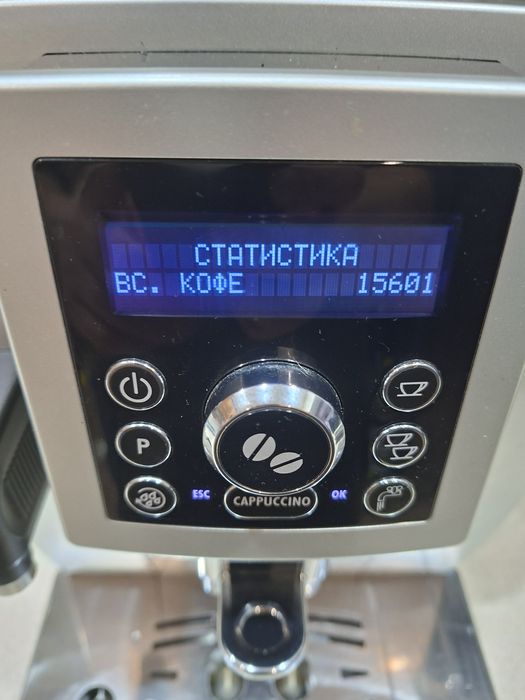 СТАТИСТИКА
ВС. КОФЕ 15601
P
ESC CAPPUCCINO OK